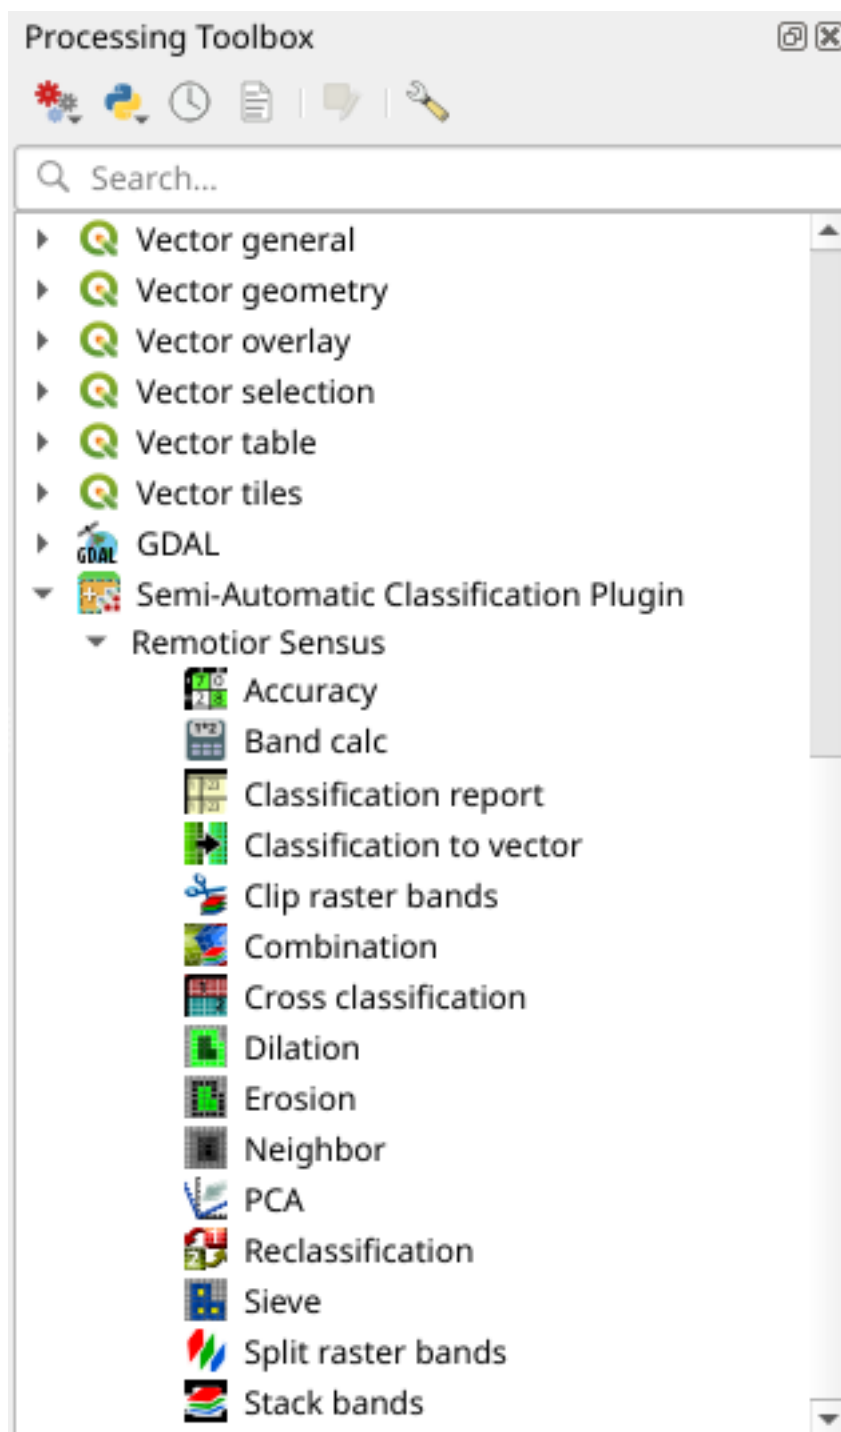 Processing Toolbox
Search...
Vector general
Vector geometry
Vector overlay
Vector selection
Vector table
Vector tiles
GDAL GDAL
Semi-Automatic Classification Plugin
Remotior Sensus
Accuracy
Band calc
Classification report
Classification to vector
Clip raster bands
Combination
Cross classification
Dilation
Erosion
Neighbor
PCA
Reclassification
Sieve
Split raster bands
Stack bands